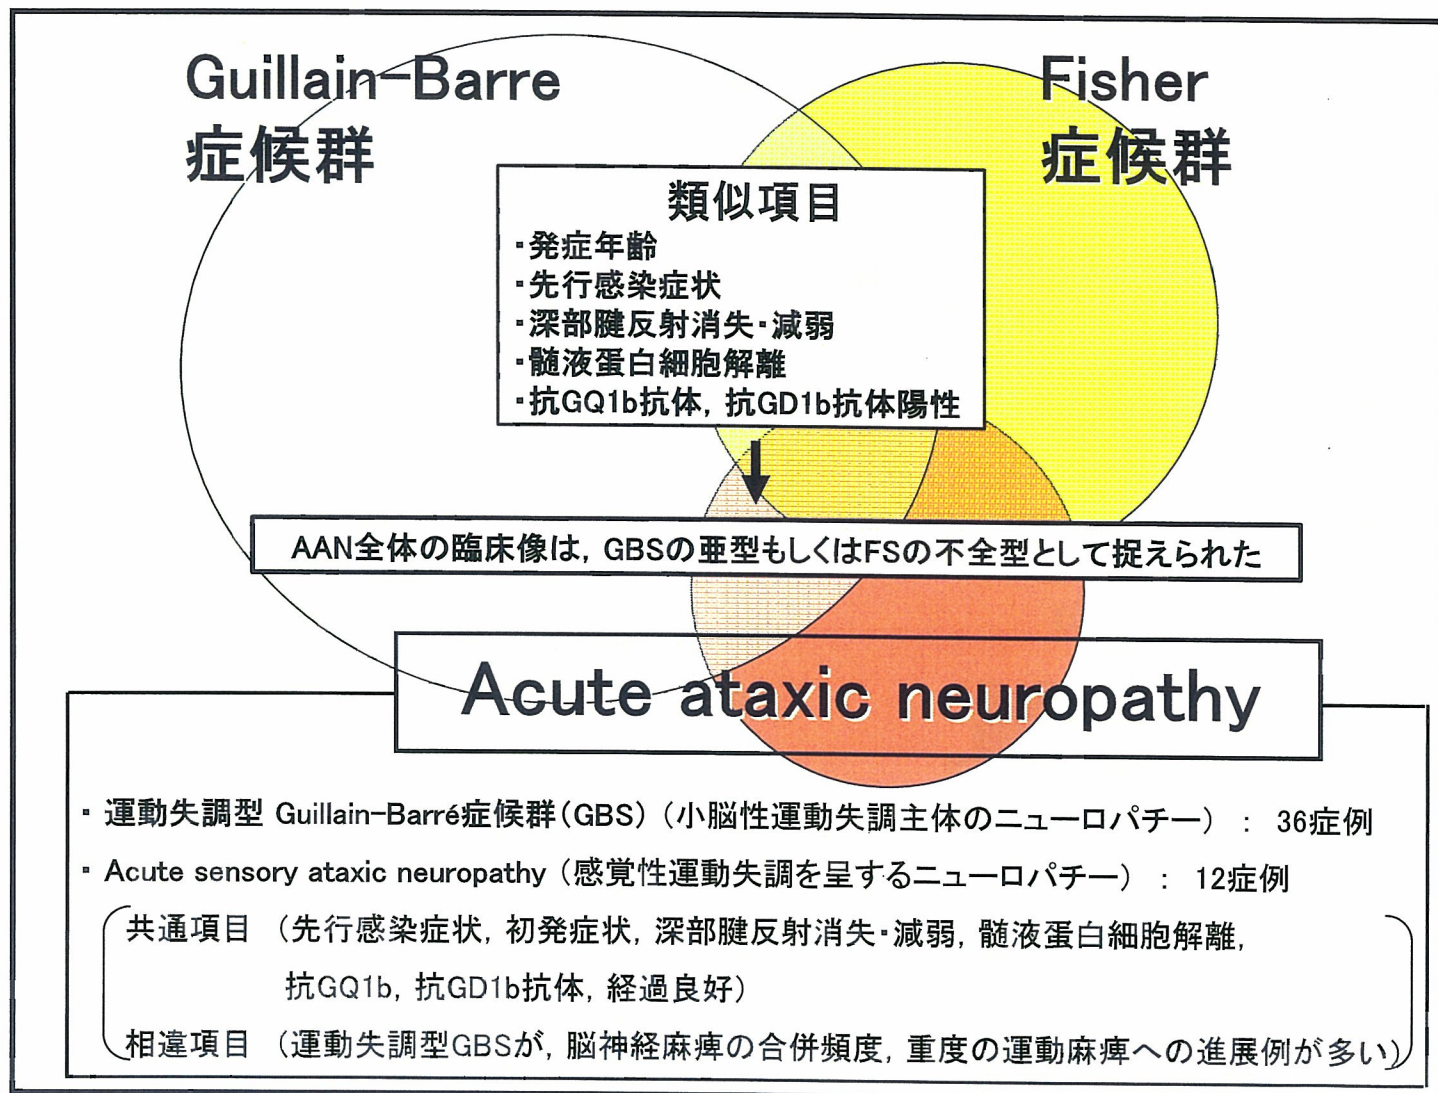 Guillain-Barre
症候群
Fisher
症候群
類似項目
・発症年齢
・先行感染症状
・深部腱反射消失・減弱
・髄液蛋白細胞解離
・抗GQ1b抗体, 抗GD1b抗体陽性
AAN全体の臨床像は, GBSの亜型もしくはFSの不全型として捉えられた
Acute ataxic neuropathy
・運動失調型 Guillain-Barré症候群(GBS) (小脳性運動失調主体のニューロパチー) : 36症例
・Acute sensory ataxic neuropathy (感覚性運動失調を呈するニューロパチー) : 12症例
共通項目 (先行感染症状, 初発症状, 深部腱反射消失・減弱, 髄液蛋白細胞解離,
抗GQ1b, 抗GD1b抗体, 経過良好)
相違項目 (運動失調型GBSが, 脳神経麻痺の合併頻度, 重度の運動麻痺への進展例が多い)